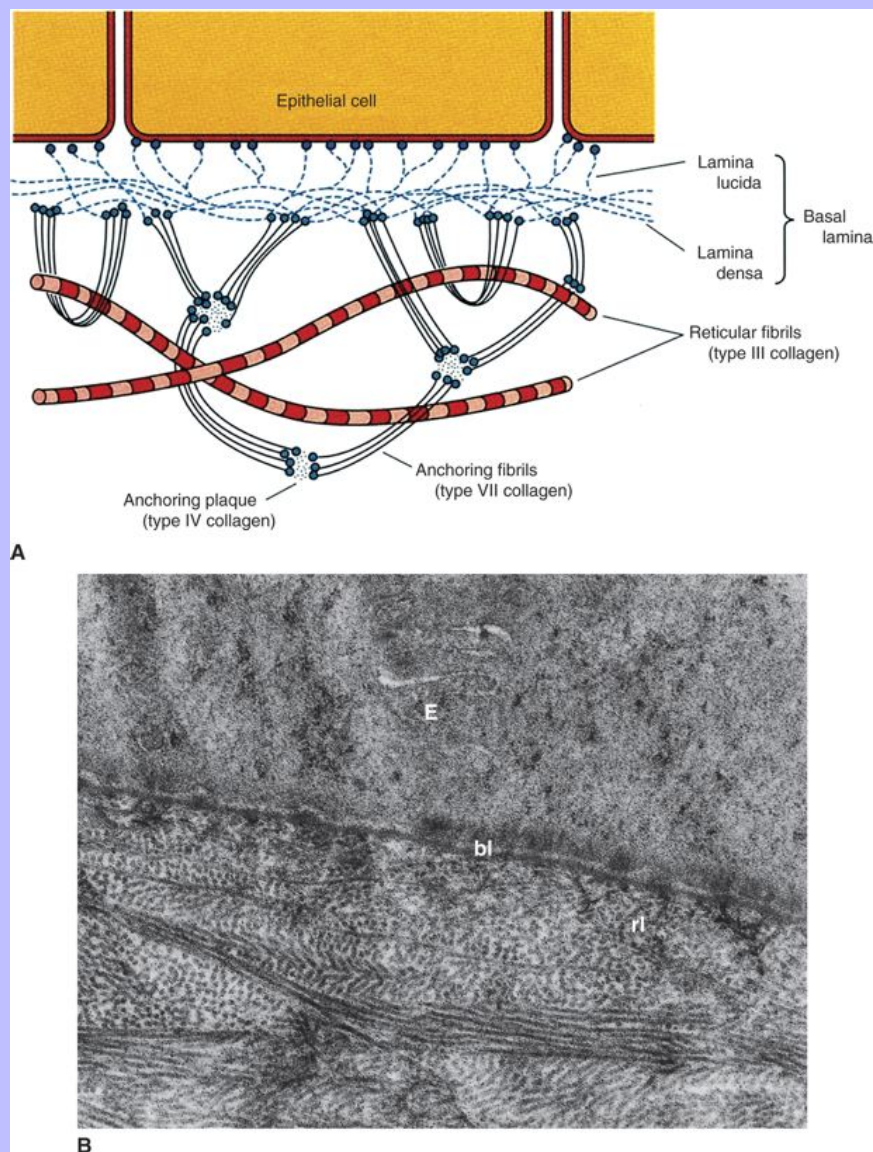 Epithelial cell
Lamina
lucida
Basal
lamina
Lamina
densa
Reticular fibrils
(type III collagen)
Anchoring fibrils
(type VII collagen)
Anchoring plaque
(type IV collagen)
A
E
bl
rl
B